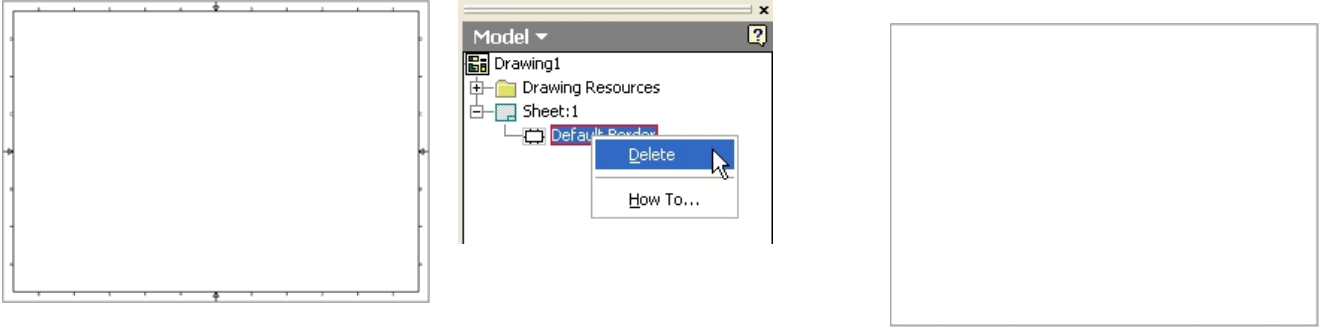 Model
Drawing1
Drawing Resources
Sheet:1
Default Border
Delete
How To...